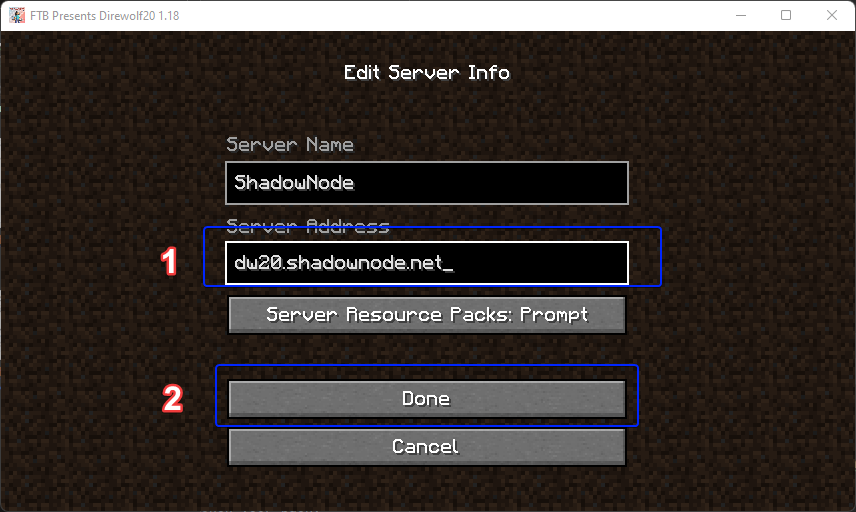 FTB Presents Direwolf20 1.18
Edit Server Info
Server Name
ShadowNode
Server Address
1
dw20.shadownode.net_
Server Resource Packs: Prompt
2
Done
Cancel